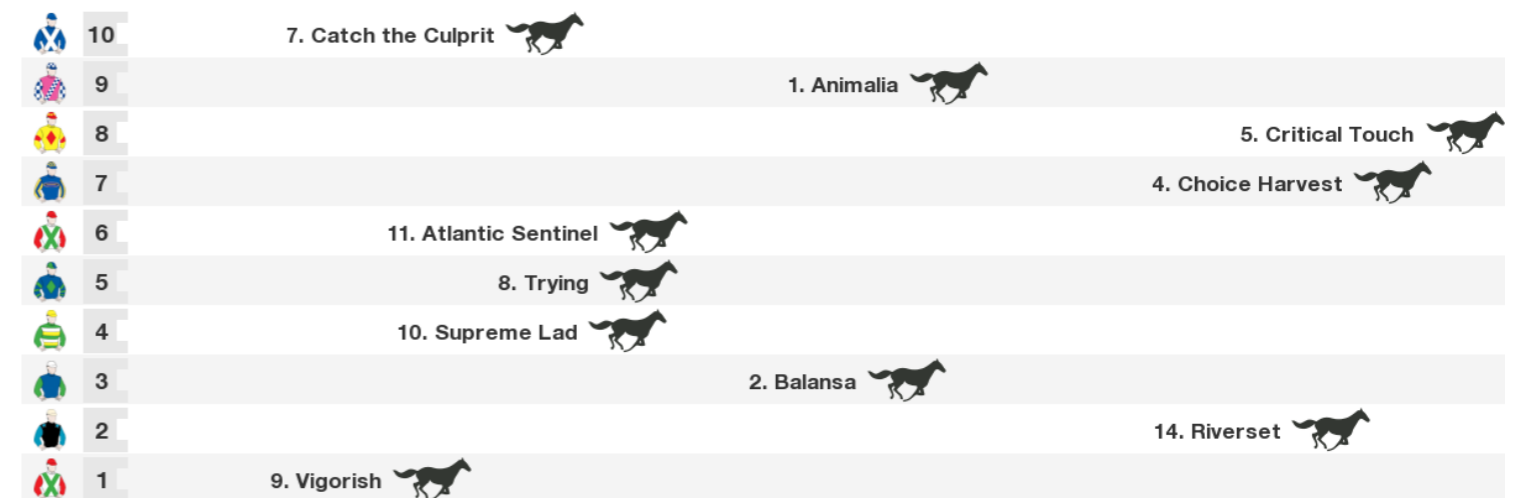 10 7. Catch the Culprit
9 1. Animalia
8 5. Critical Touch
7 4. Choice Harvest
6 11. Atlantic Sentinel
5 8. Trying
4 10. Supreme Lad
3 2. Balansa
2 14. Riverset
1 9. Vigorish